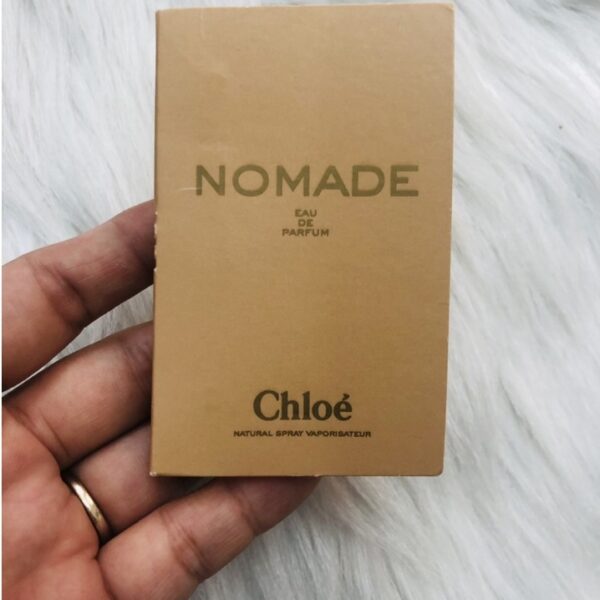 NOMADE
EAU
DE
PARFUM
Chloé
NATURAL SPRAY VAPORISATEUR